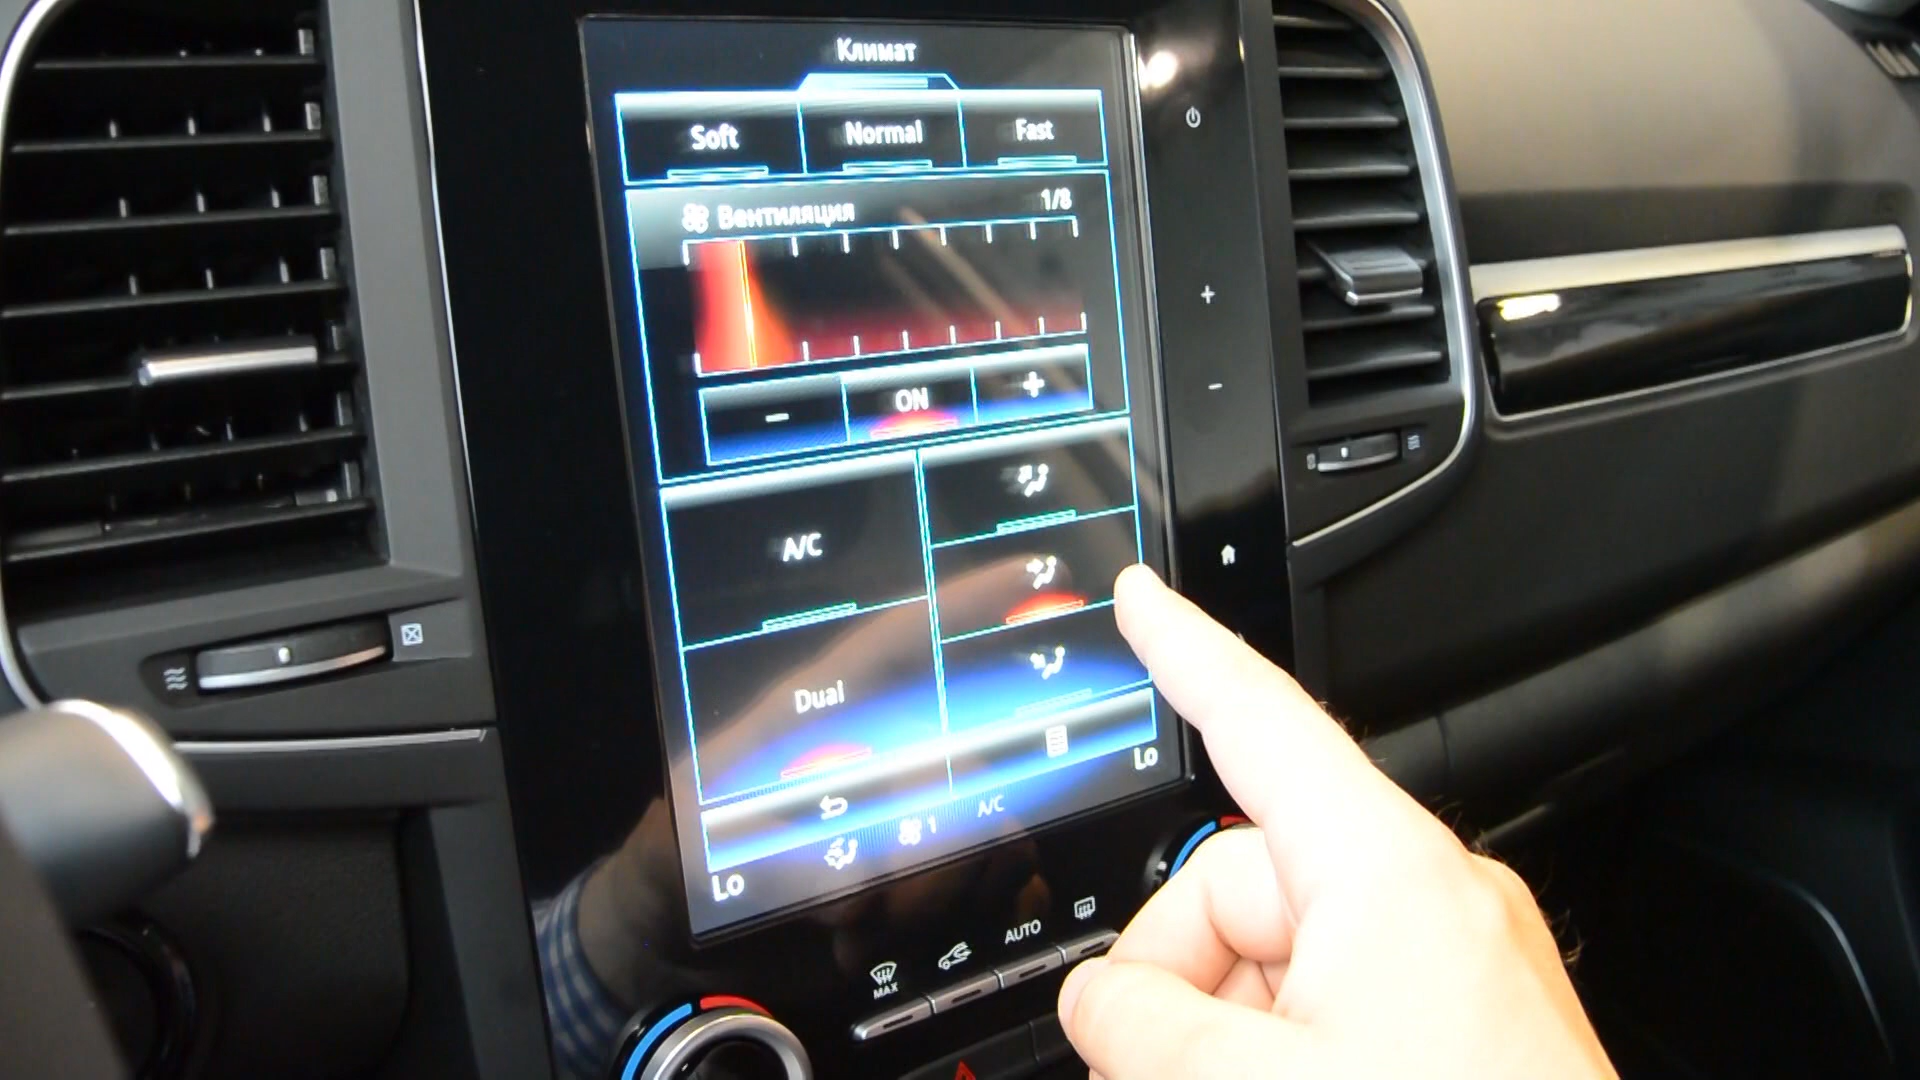 Климат
Soft Normal Fast
Вентиляция 1/8
- ON +
A/C
Dual
Lo
1 A/C
Lo
MAX
AUTO